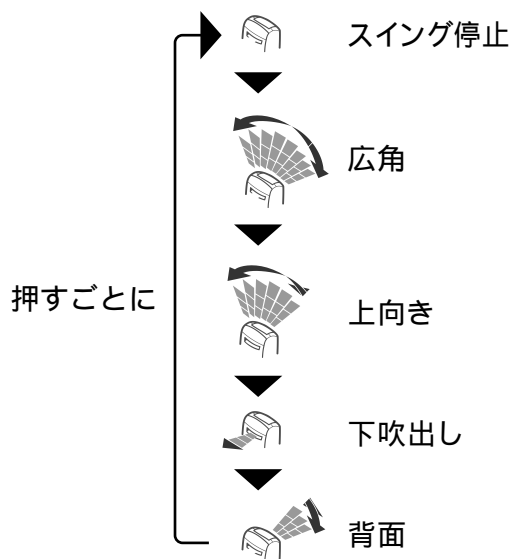 スイング停止
広角
押すごとに
上向き
下吹出し
背面